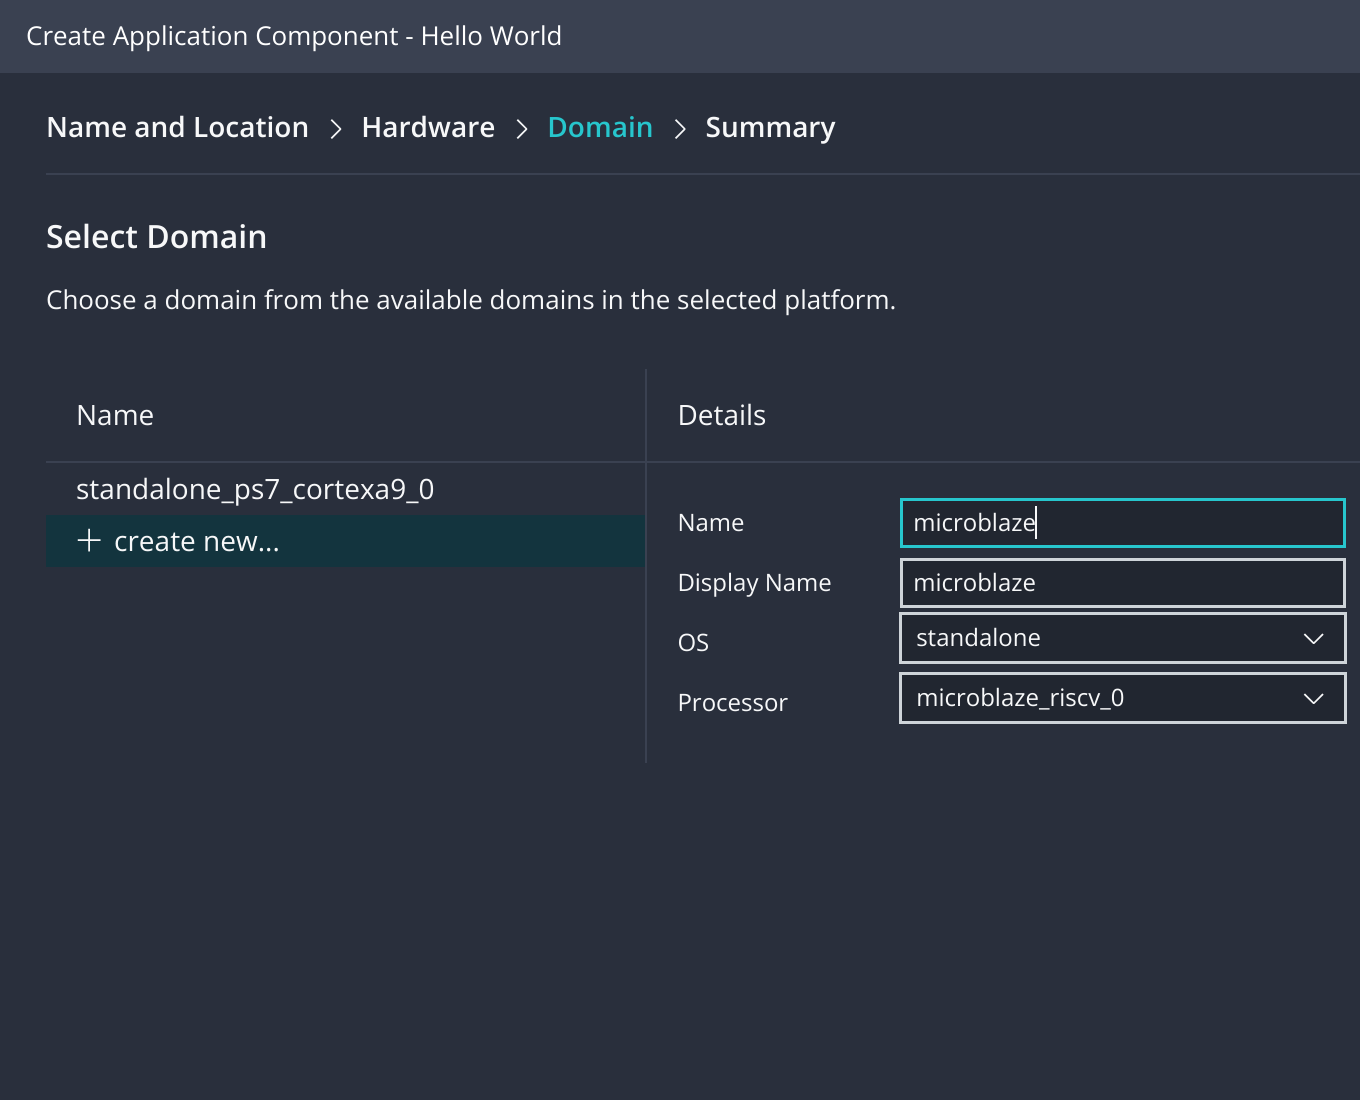 Create Application Component - Hello World
Name and Location > Hardware > Domain > Summary
Select Domain
Choose a domain from the available domains in the selected platform.
Name
standalone_ps7_cortexa9_0
+ create new...
Details
Name microblaze
Display Name microblaze
OS standalone
Processor microblaze_riscv_0